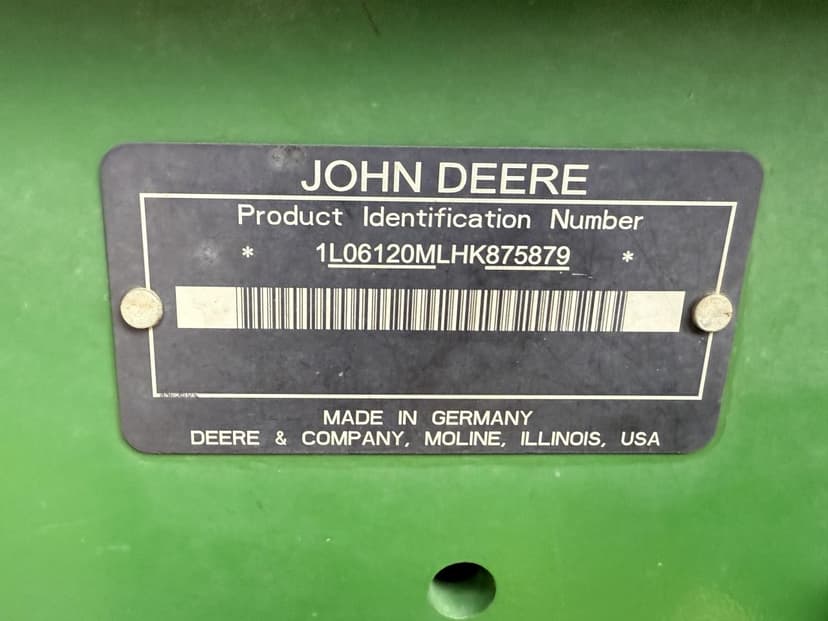 JOHN DEERE
Product Identification Number
* 1L06120MLHK875879 *
MADE IN GERMANY
DEERE & COMPANY, MOLINE, ILLINOIS, USA